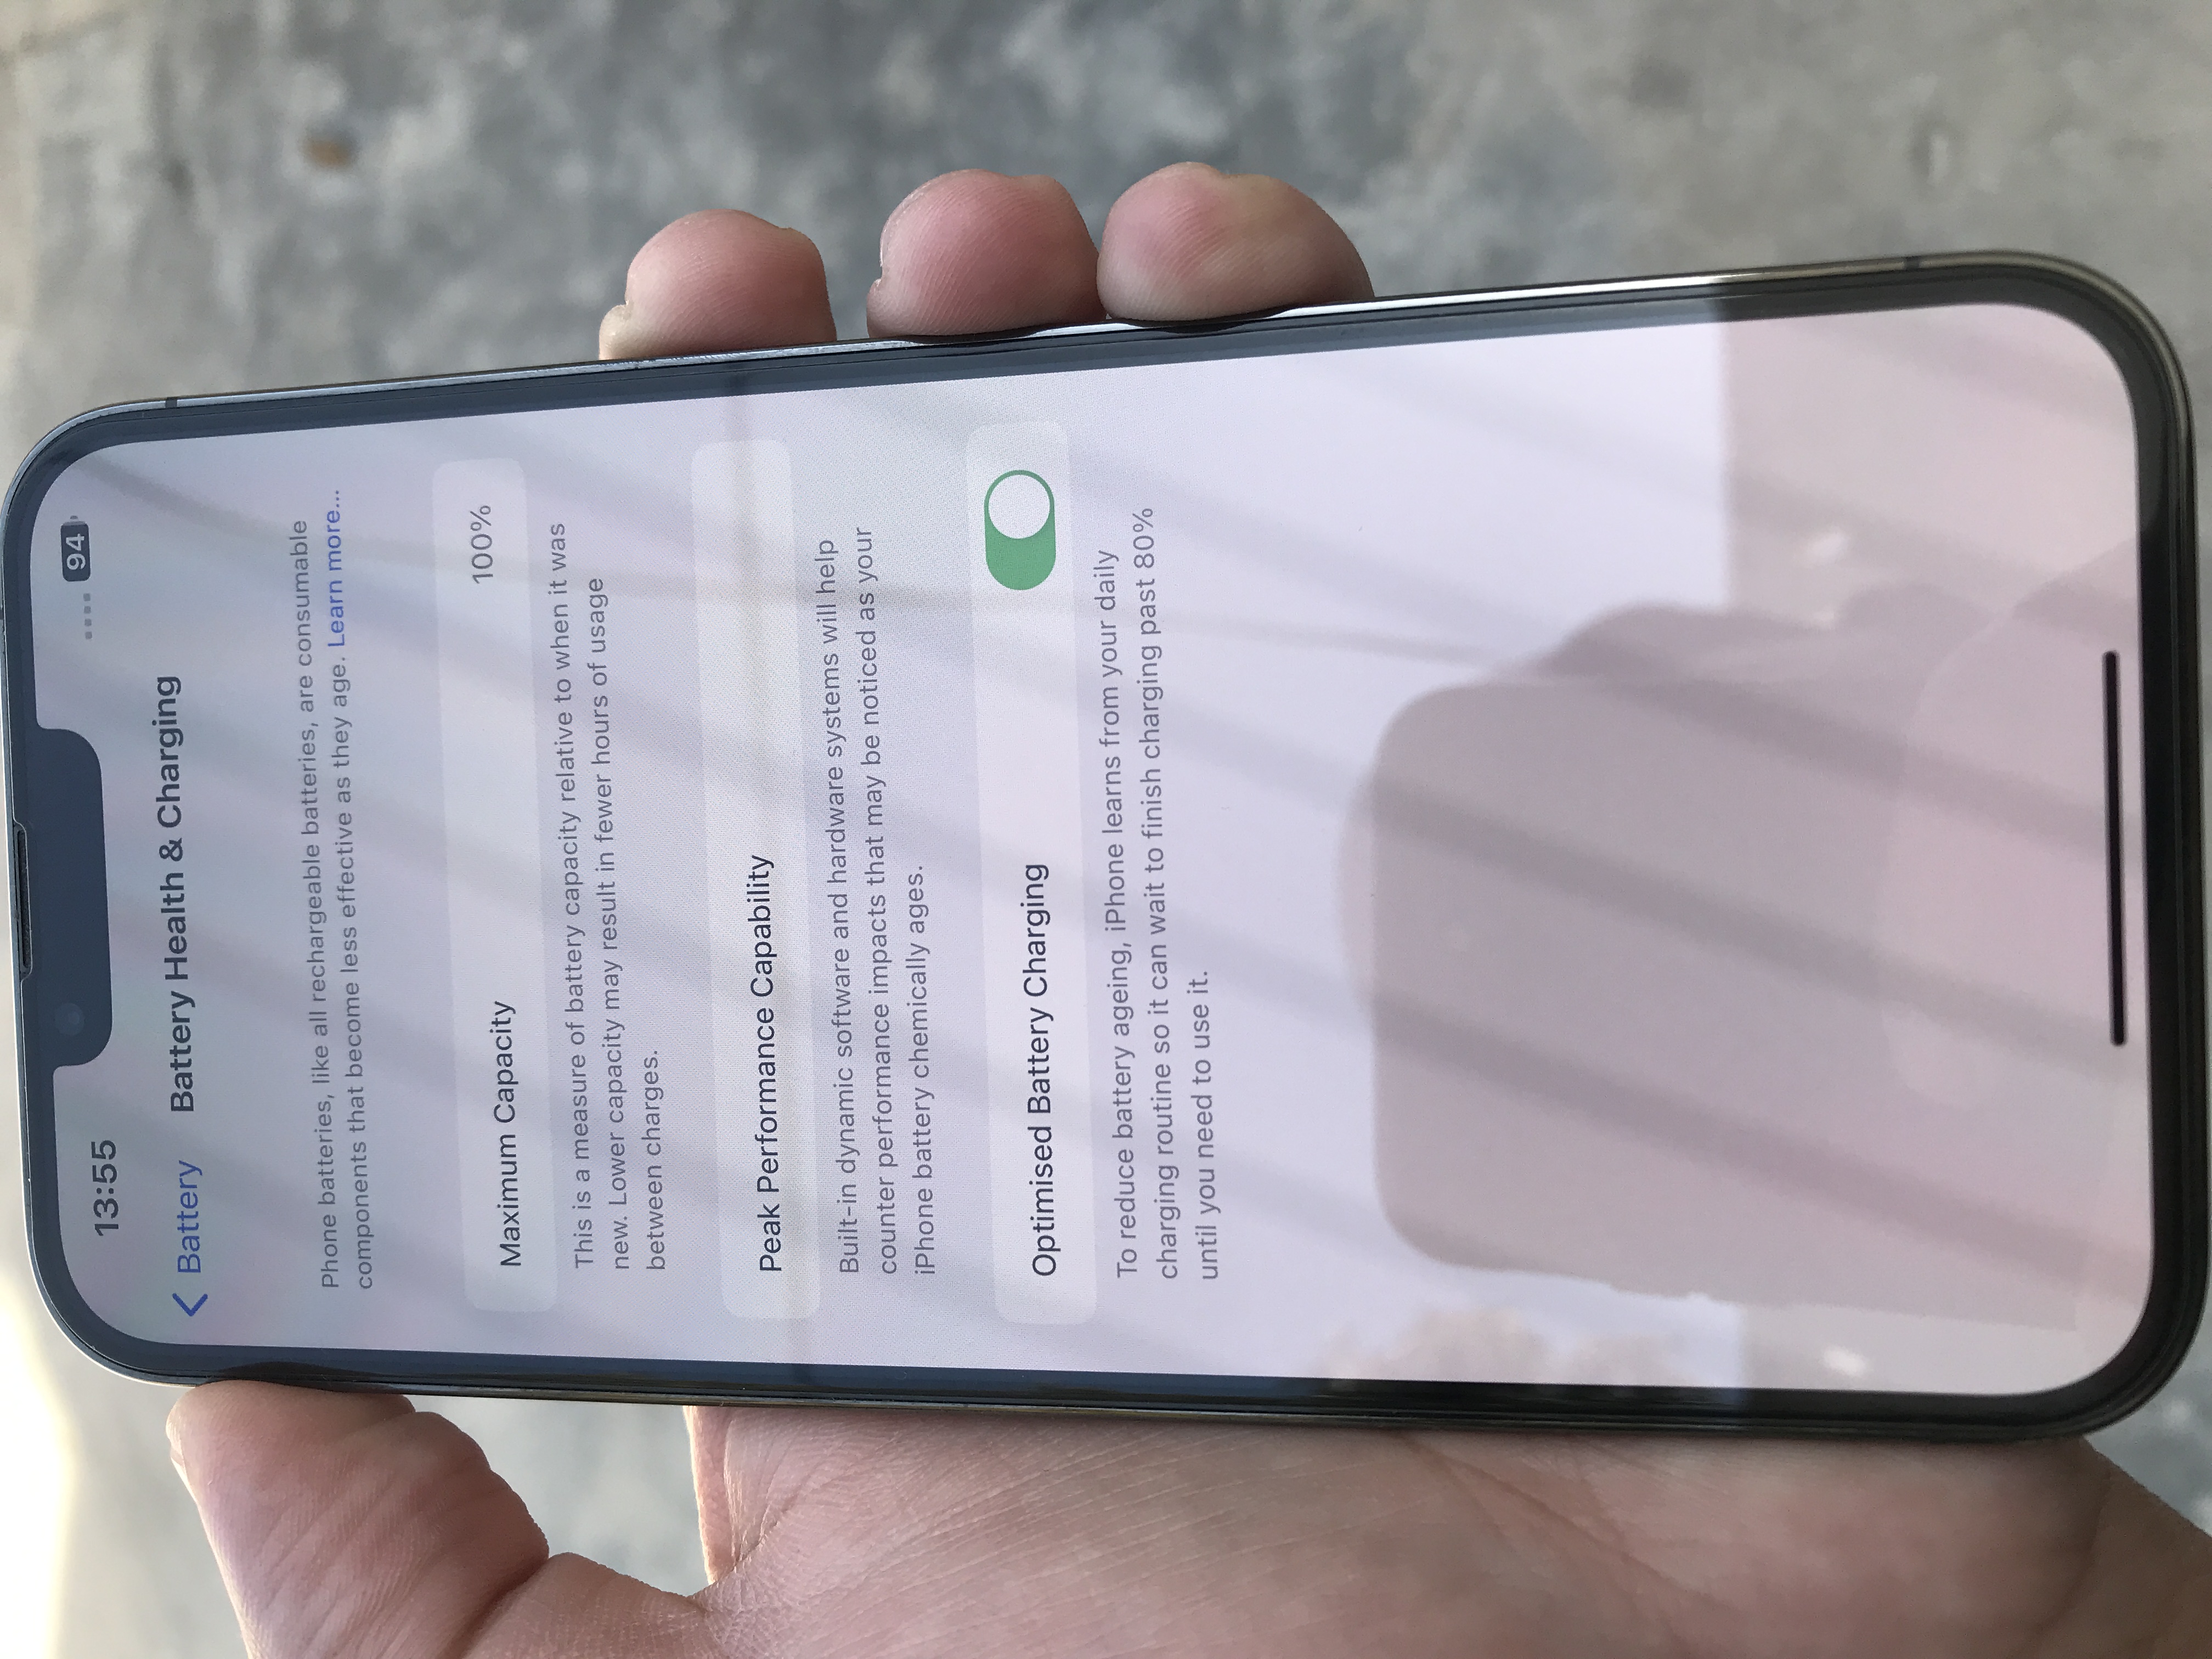 13:55
94
Battery
Battery Health & Charging
Phone batteries, like all rechargeable batteries, are consumable
components that become less effective as they age. Learn more...
Maximum Capacity
100%
This is a measure of battery capacity relative to when it was
new. Lower capacity may result in fewer hours of usage
between charges.
Peak Performance Capability
Built-in dynamic software and hardware systems will help
counter performance impacts that may be noticed as your
iPhone battery chemically ages.
Optimised Battery Charging
To reduce battery ageing, iPhone learns from your daily
charging routine so it can wait to finish charging past 80%
until you need to use it.